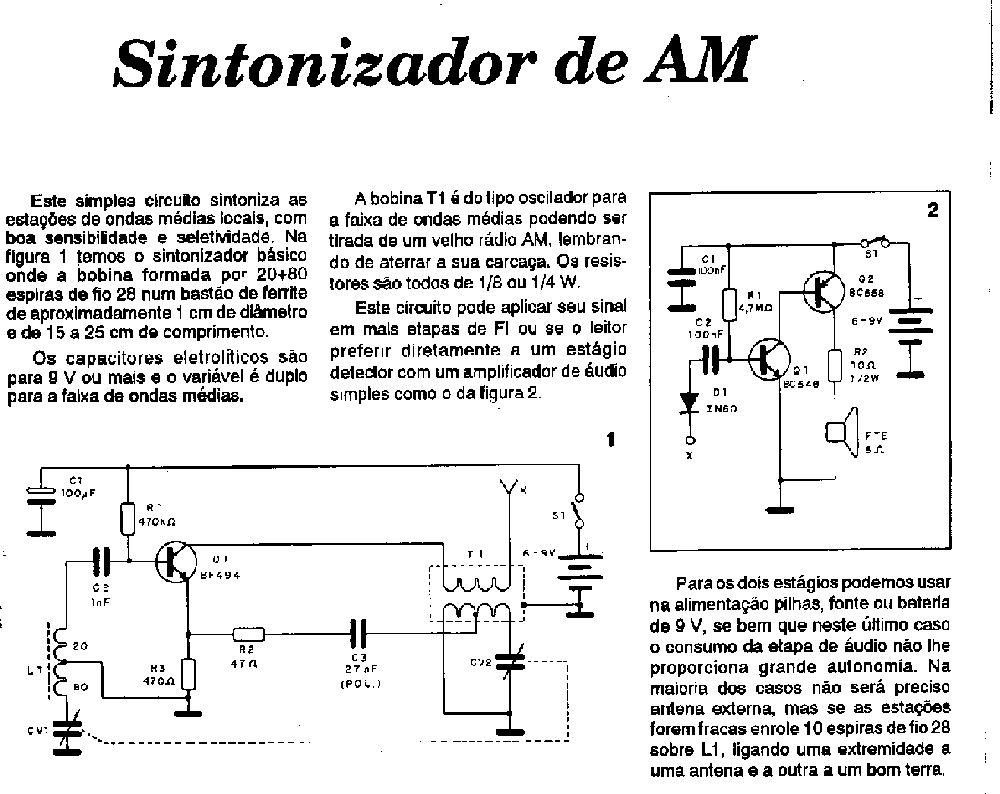 Sintonizador de AM
Este simples circuito sintoniza as
estações de ondas médias locais, com
boa sensibilidade e seletividade. Na
figura 1 temos o sintonizador básico
onde a bobina formada por 20+80
espiras de fio 28 num bastão de ferrite
de aproximadamente 1 cm de diâmetro
e de 15 a 25 cm de comprimento.
Os capacitores eletrolíticos são
para 9 V ou mais e o variável é duplo
para a faixa de ondas médias.
A bobina T1 é do tipo oscilador para
a faixa de ondas médias podendo ser
tirada de um velho rádio AM, lembran-
do de aterrar a sua carcaça. Os resis-
tores são todos de 1/8 ou 1/4 W.
Este circuito pode aplicar seu sinal
em mais etapas de FI ou se o leitor
preferir diretamente a um estágio
detector com um amplificador de áudio
simples como o da figura 2.
1
C1
100µF
R1
470KΩ
C2
1nF
Q1
BF494
L1
20
80
CV1
R3
470Ω
R2
47Ω
C3
27nF
(POL.)
T1
X
S1
6-9V
+
CV2
2
C1
100nF
R1
4,7MΩ
C2
100nF
D1
1N60
X
Q1
BC548
Q2
BC558
S1
+
6-9V
R2
10Ω
1/2W
FTE
8Ω
Para os dois estágios podemos usar
na alimentação pilhas, fonte ou bateria
de 9 V, se bem que neste último caso
o consumo da etapa de áudio não lhe
proporciona grande autonomia. Na
maioria dos casos não será preciso
antena externa, mas se as estações
forem fracas enrole 10 espiras de fio 28
sobre L1, ligando uma extremidade a
uma antena e a outra a um bom terra.